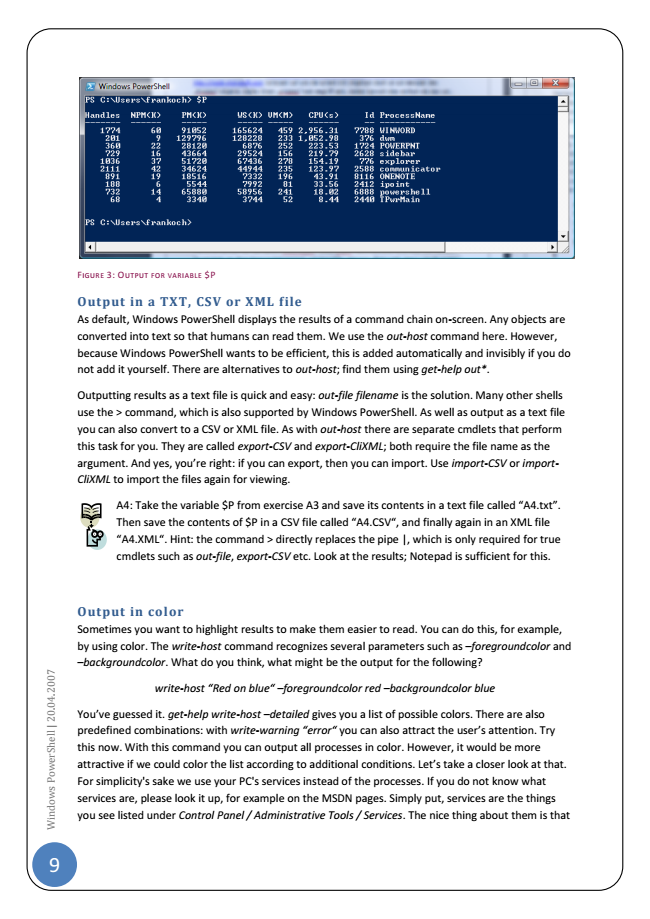 Windows PowerShell
PS C:\Users\frankoch> $P
Handles NPM(K) PM(K) WS(K) VM(M) CPU(s) Id ProcessName
1774 60 91052 165624 459 2,956.31 7788 WINWORD
201 9 129796 128228 233 1,052.98 376 dwm
360 22 28120 6876 252 223.53 1724 POWERPNT
729 16 43664 29524 156 219.79 2628 sidebar
1036 37 51720 67436 278 154.19 776 explorer
2111 42 34624 44944 235 123.97 2588 communicator
891 19 18516 7332 196 43.91 8116 ONENOTE
188 6 5544 7992 81 33.56 2412 ipoint
732 14 65880 58956 241 18.02 6888 powershell
68 4 3340 3744 52 8.44 2440 TPwrMain
PS C:\Users\frankoch>
FIGURE 3: OUTPUT FOR VARIABLE $P
Output in a TXT, CSV or XML file
As default, Windows PowerShell displays the results of a command chain on-screen. Any objects are
converted into text so that humans can read them. We use the out-host command here. However,
because Windows PowerShell wants to be efficient, this is added automatically and invisibly if you do
not add it yourself. There are alternatives to out-host; find them using get-help out*.
Outputting results as a text file is quick and easy: out-file filename is the solution. Many other shells
use the > command, which is also supported by Windows PowerShell. As well as output as a text file
you can also convert to a CSV or XML file. As with out-host there are separate cmdlets that perform
this task for you. They are called export-CSV and export-CliXML; both require the file name as the
argument. And yes, you're right: if you can export, then you can import. Use import-CSV or import-
CliXML to import the files again for viewing.
A4: Take the variable $P from exercise A3 and save its contents in a text file called "A4.txt".
Then save the contents of $P in a CSV file called "A4.CSV", and finally again in an XML file
"A4.XML". Hint: the command > directly replaces the pipe |, which is only required for true
cmdlets such as out-file, export-CSV etc. Look at the results; Notepad is sufficient for this.
Output in color
Sometimes you want to highlight results to make them easier to read. You can do this, for example,
by using color. The write-host command recognizes several parameters such as –foregroundcolor and
–backgroundcolor. What do you think, what might be the output for the following?
write-host "Red on blue" –foregroundcolor red –backgroundcolor blue
You've guessed it. get-help write-host –detailed gives you a list of possible colors. There are also
predefined combinations: with write-warning "error" you can also attract the user's attention. Try
this now. With this command you can output all processes in color. However, it would be more
attractive if we could color the list according to additional conditions. Let's take a closer look at that.
For simplicity's sake we use your PC's services instead of the processes. If you do not know what
services are, please look it up, for example on the MSDN pages. Simply put, services are the things
you see listed under Control Panel / Administrative Tools / Services. The nice thing about them is that
Windows PowerShell | 20.04.2007
9